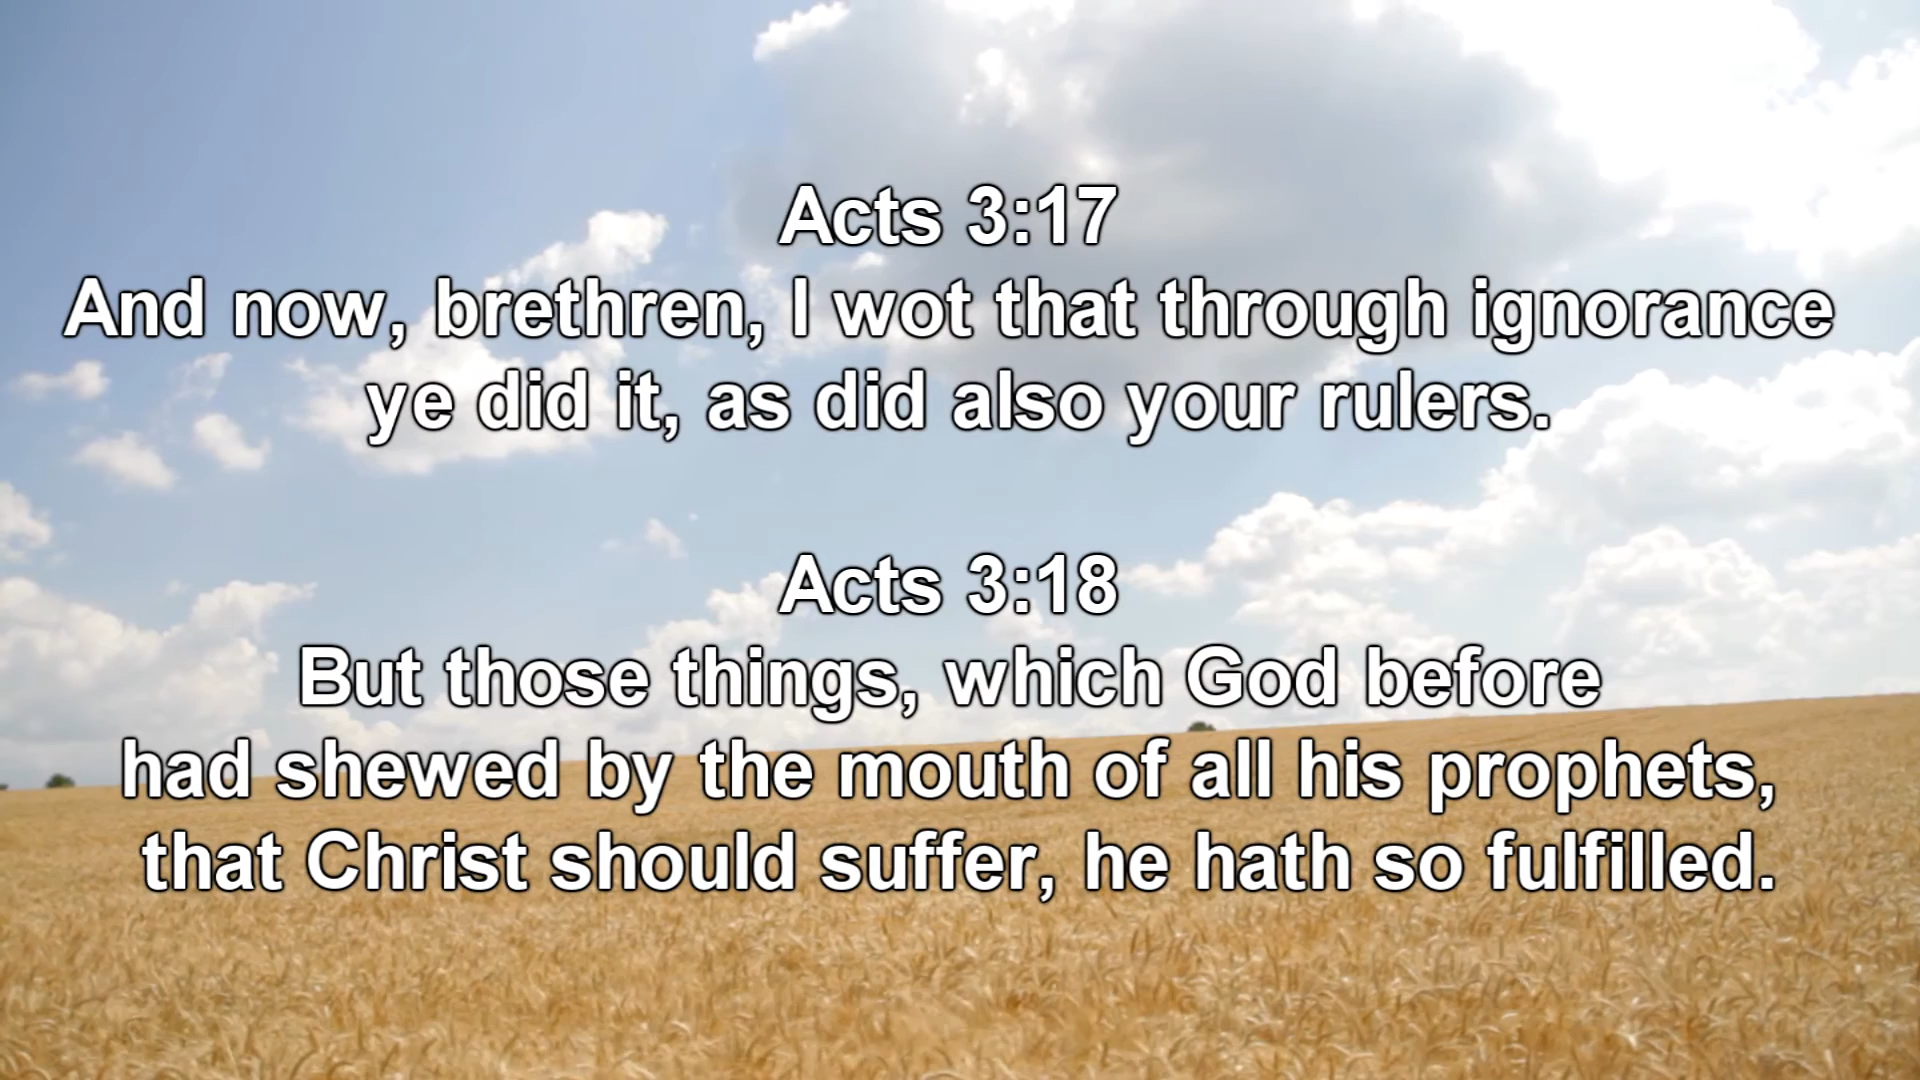 Acts 3:17
And now, brethren, I wot that through ignorance
ye did it, as did also your rulers.
Acts 3:18
But those things, which God before
had shewed by the mouth of all his prophets,
that Christ should suffer, he hath so fulfilled.